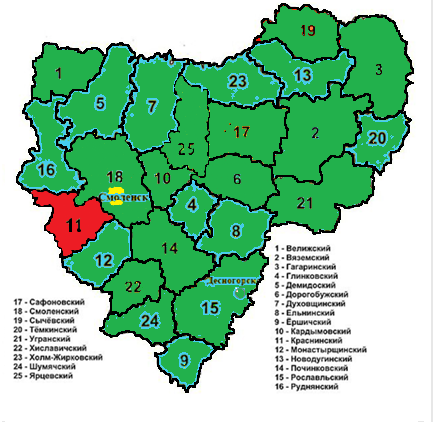 19
1
23
13
3
5
7
17
2
25
20
16
18
10
6
Смоленск
4
21
11
8
12
14
Десногорск
22
15
24
9
1 - Велижский
2 - Вяземский
3 - Гагаринский
4 - Глинковский
5 - Демидоский
6 - Дорогобужский
7 - Духовщинский
8 - Ельнинский
9 - Ёршичский
10 - Кардымовский
11 - Краснинский
12 - Монастырщинский
13 - Новодугинский
14 - Починковский
15 - Рославльский
16 - Руднянский
17 - Сафоновский
18 - Смоленский
19 - Сычёвский
20 - Тёмкинский
21 - Угранский
22 - Хиславичский
23 - Холм-Жирховский
24 - Шумячский
25 - Ярцевский